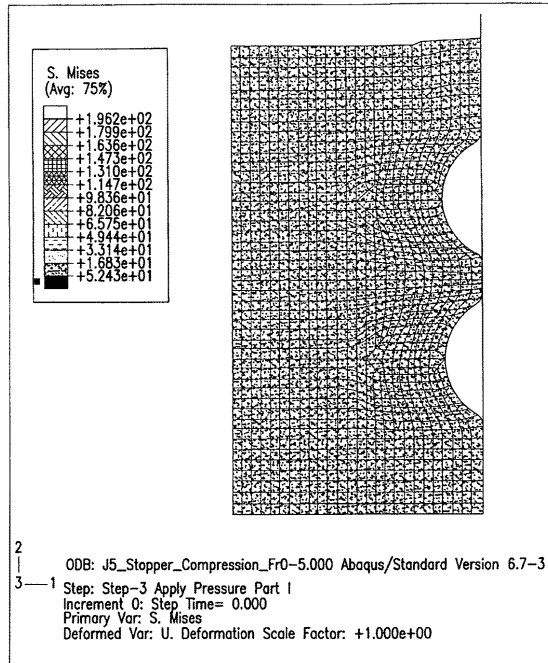 S. Mises
(Avg: 75%)
+1.962e+02
+1.799e+02
+1.636e+02
+1.473e+02
+1.310e+02
+1.147e+02
+9.836e+01
+8.206e+01
+6.575e+01
+4.944e+01
+3.314e+01
+1.683e+01
+5.243e+01
2
3 1
ODB: J5_Stopper_Compression_Fr0-5.000 Abaqus/Standard Version 6.7-3
Step: Step-3 Apply Pressure Part I
Increment 0: Step Time= 0.000
Primary Var: S. Mises
Deformed Var: U. Deformation Scale Factor: +1.000e+00